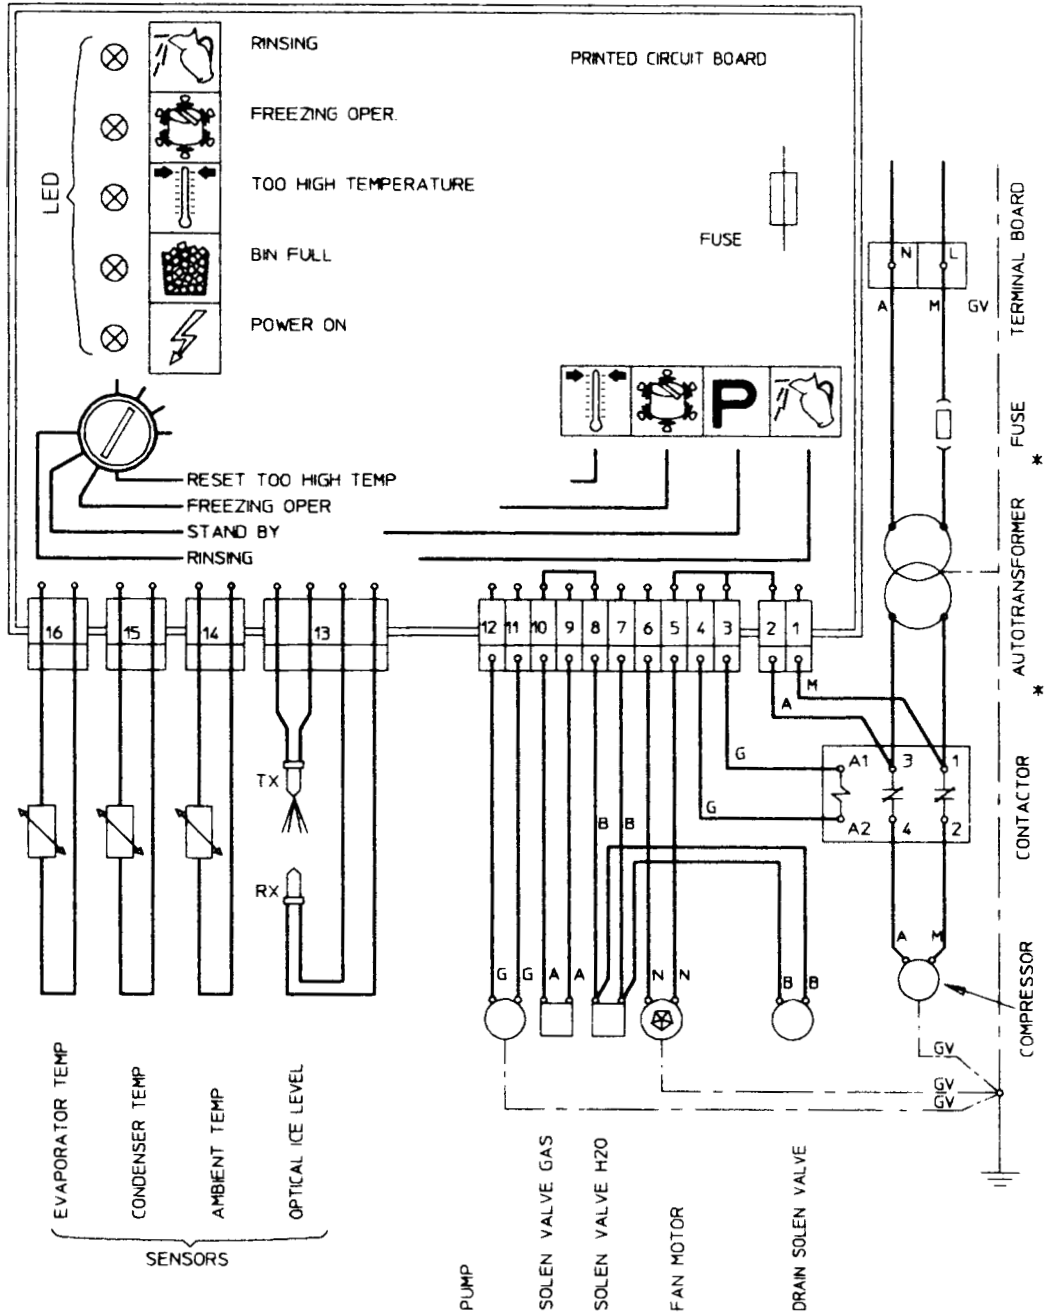 RINSING
PRINTED CIRCUIT BOARD
FREEZING OPER.
LED
TOO HIGH TEMPERATURE
FUSE
BIN FULL
POWER ON
N L
A M GV
TERMINAL BOARD
P
FUSE
*
RESET TOO HIGH TEMP
FREEZING OPER
STAND BY
RINSING
AUTOTRANSFORMER
*
16 15 14 13 12 11 10 9 8 7 6 5 4 3 2 1
M
A
G
G
A1 3 1
A2 4 2
CONTACTOR
TX
RX
B B
A M
G G A A N N B B
COMPRESSOR
GV
GV
GV
EVAPORATOR TEMP
CONDENSER TEMP
AMBIENT TEMP
OPTICAL ICE LEVEL
SENSORS
PUMP
SOLEN VALVE GAS
SOLEN VALVE H2O
FAN MOTOR
DRAIN SOLEN VALVE